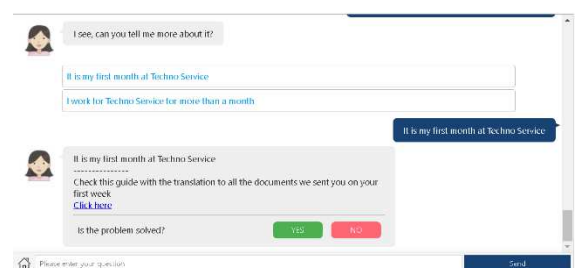 I see, can you tell me more about it?
It is my first month at Techno Service
I work for Techno Service for more than a month
It is my first month at Techno Service
It is my first month at Techno Service
---------------
Check this guide with the translation to all the documents we sent you on your
first week
Click here
Is the problem solved?
YES
NO
Please enter your question
Send